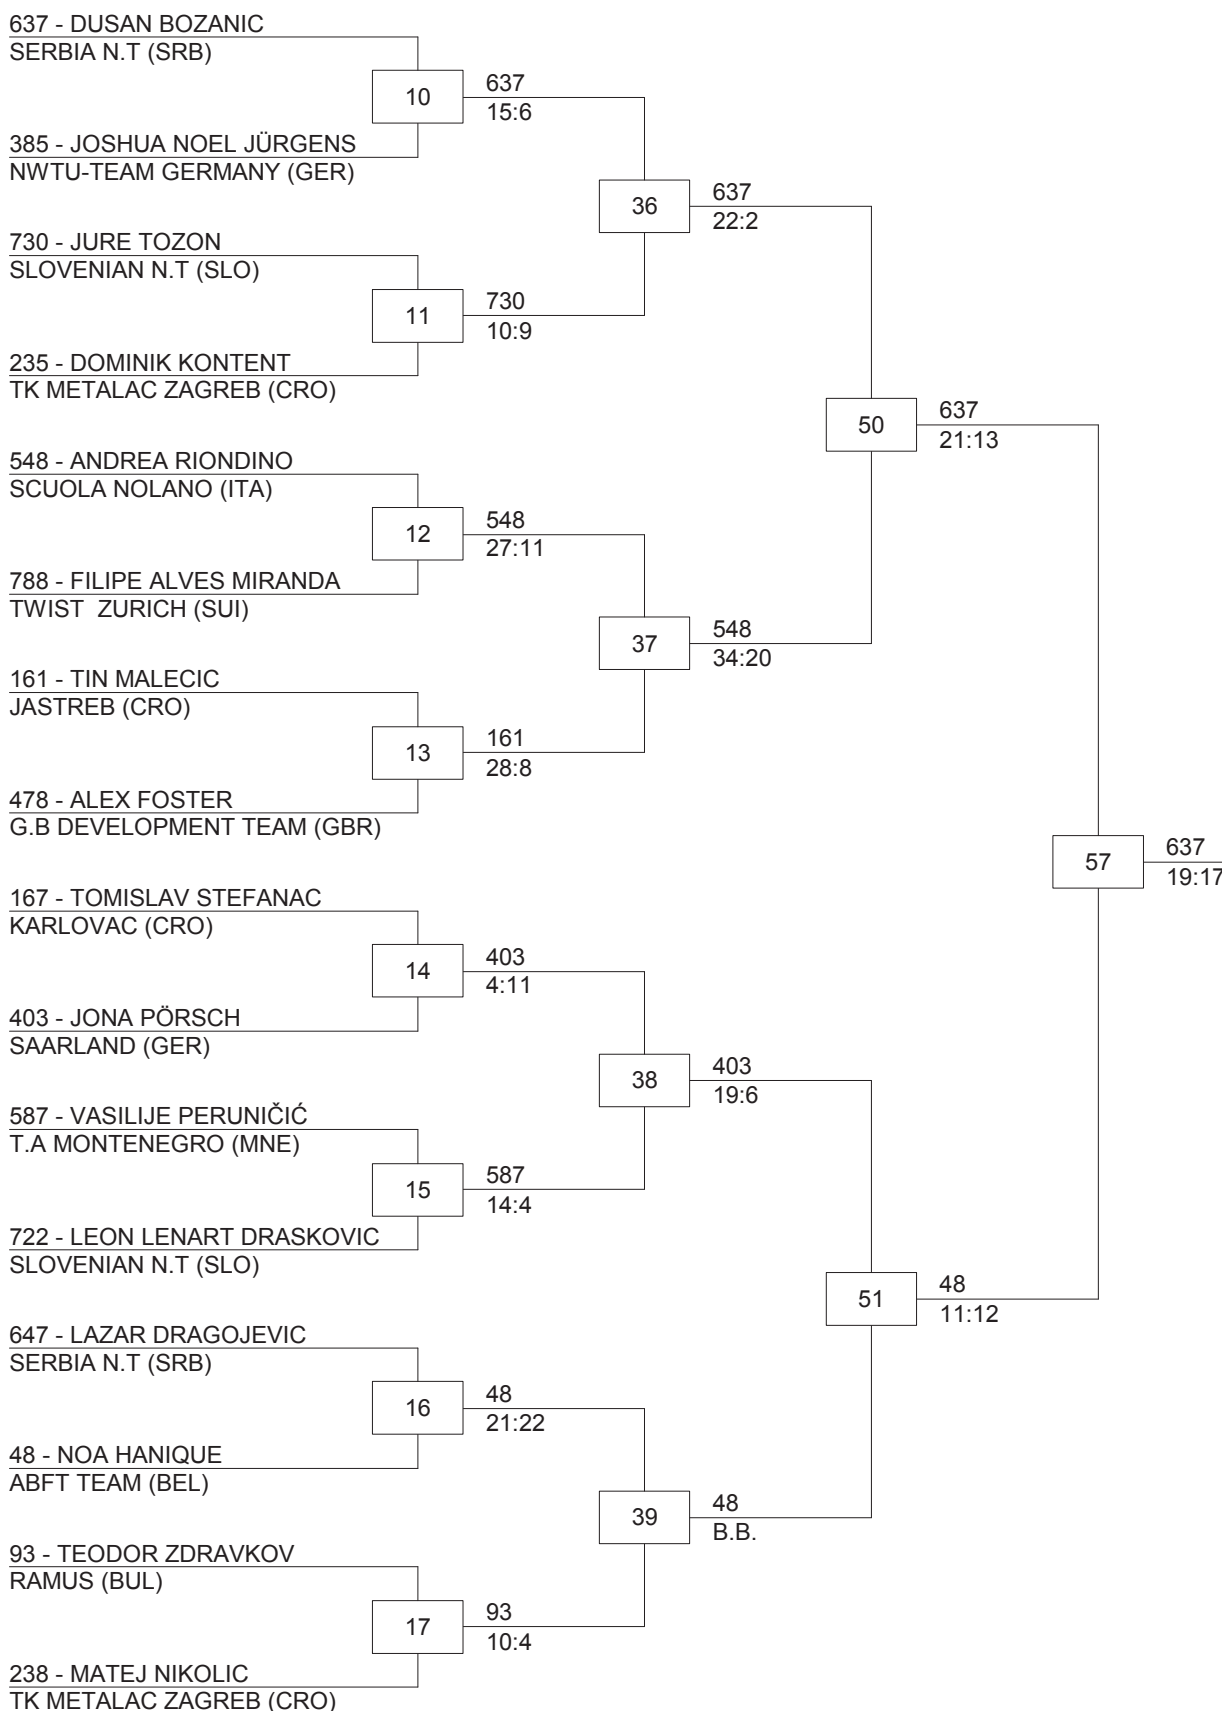 637 - DUSAN BOZANIC
SERBIA N.T (SRB)
10
637
15:6
385 - JOSHUA NOEL JÜRGENS
NWTU-TEAM GERMANY (GER)
36
637
22:2
730 - JURE TOZON
SLOVENIAN N.T (SLO)
11
730
10:9
235 - DOMINIK KONTENT
TK METALAC ZAGREB (CRO)
50
637
21:13
548 - ANDREA RIONDINO
SCUOLA NOLANO (ITA)
12
548
27:11
788 - FILIPE ALVES MIRANDA
TWIST  ZURICH (SUI)
37
548
34:20
161 - TIN MALECIC
JASTREB (CRO)
13
161
28:8
478 - ALEX FOSTER
G.B DEVELOPMENT TEAM (GBR)
57
637
19:17
167 - TOMISLAV STEFANAC
KARLOVAC (CRO)
14
403
4:11
403 - JONA PÖRSCH
SAARLAND (GER)
38
403
19:6
587 - VASILIJE PERUNIČIĆ
T.A MONTENEGRO (MNE)
15
587
14:4
722 - LEON LENART DRASKOVIC
SLOVENIAN N.T (SLO)
51
48
11:12
647 - LAZAR DRAGOJEVIC
SERBIA N.T (SRB)
16
48
21:22
48 - NOA HANIQUE
ABFT TEAM (BEL)
39
48
B.B.
93 - TEODOR ZDRAVKOV
RAMUS (BUL)
17
93
10:4
238 - MATEJ NIKOLIC
TK METALAC ZAGREB (CRO)